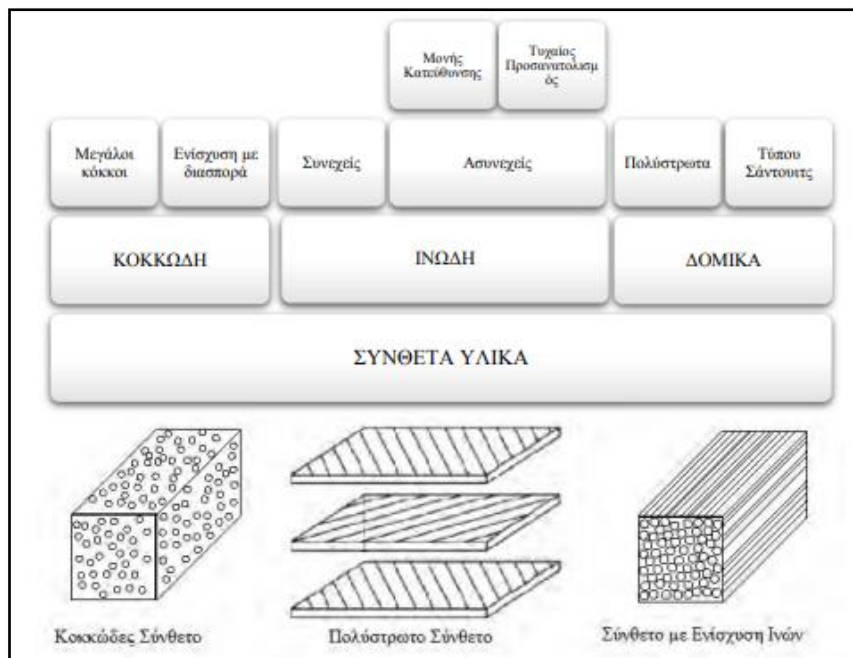 Μονής
Κατεύθυνσης
Τυχαίος
Προσανατολισμ
ός
Μεγάλοι
κόκκοι
Ενίσχυση με
διασπορά
Συνεχείς
Ασυνεχείς
Πολύστρωτα
Τύπου
Σάντουιτς
ΚΟΚΚΩΔΗ
ΙΝΩΔΗ
ΔΟΜΙΚΑ
ΣΥΝΘΕΤΑ ΥΛΙΚΑ
Κοκκώδες Σύνθετο
Πολύστρωτο Σύνθετο
Σύνθετο με Ενίσχυση Ινών